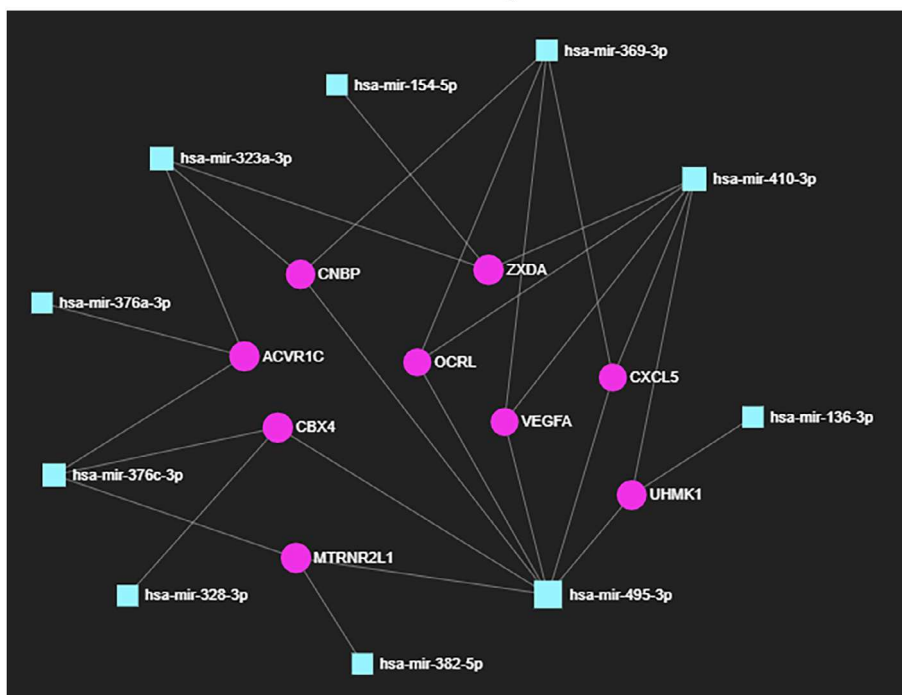 hsa-mir-369-3p
hsa-mir-154-5p
hsa-mir-323a-3p
hsa-mir-410-3p
CNBP
ZXDA
hsa-mir-376a-3p
ACVR1C
OCRL
CXCL5
hsa-mir-136-3p
VEGFA
CBX4
hsa-mir-376c-3p
UHMK1
MTRNR2L1
hsa-mir-328-3p
hsa-mir-495-3p
hsa-mir-382-5p